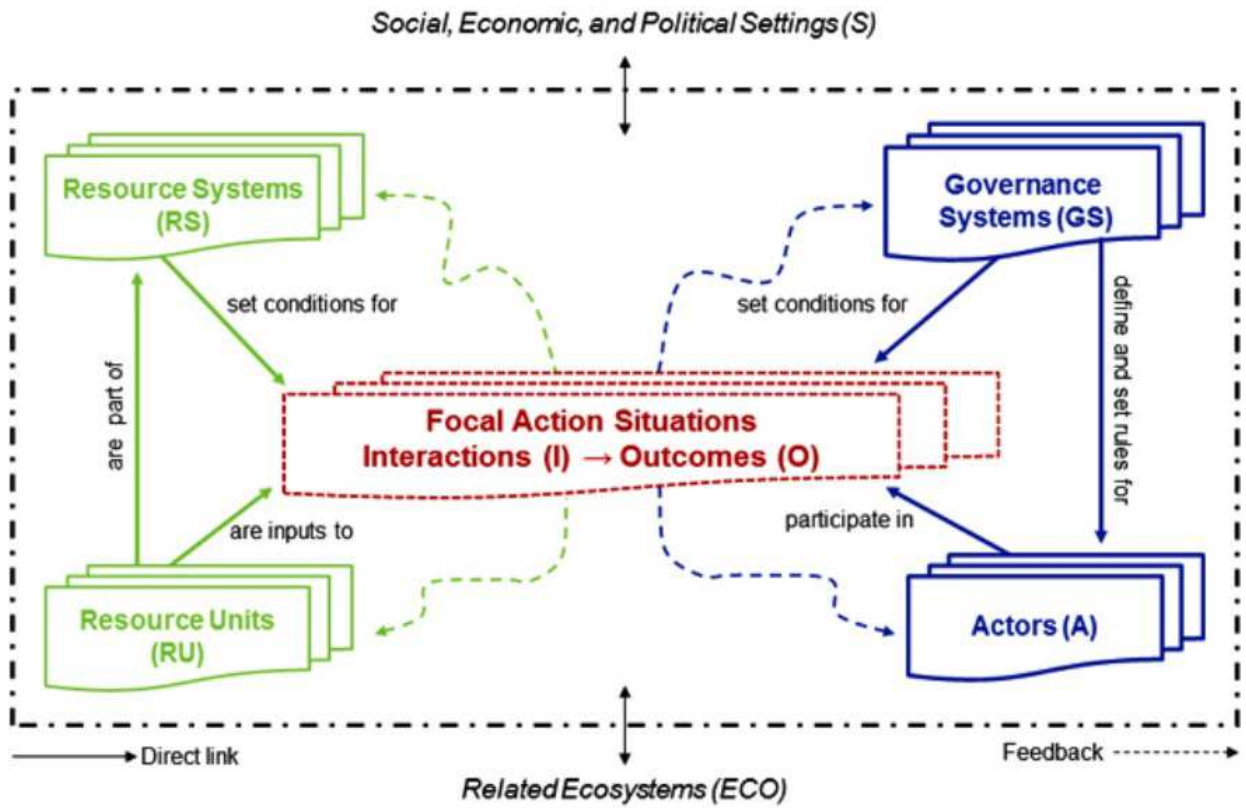 Social, Economic, and Political Settings (S)
Resource Systems
(RS)
Governance
Systems (GS)
set conditions for
set conditions for
are part of
define and set rules for
Focal Action Situations
Interactions (I) → Outcomes (O)
are inputs to
participate in
Resource Units
(RU)
Actors (A)
Direct link
Feedback
Related Ecosystems (ECO)